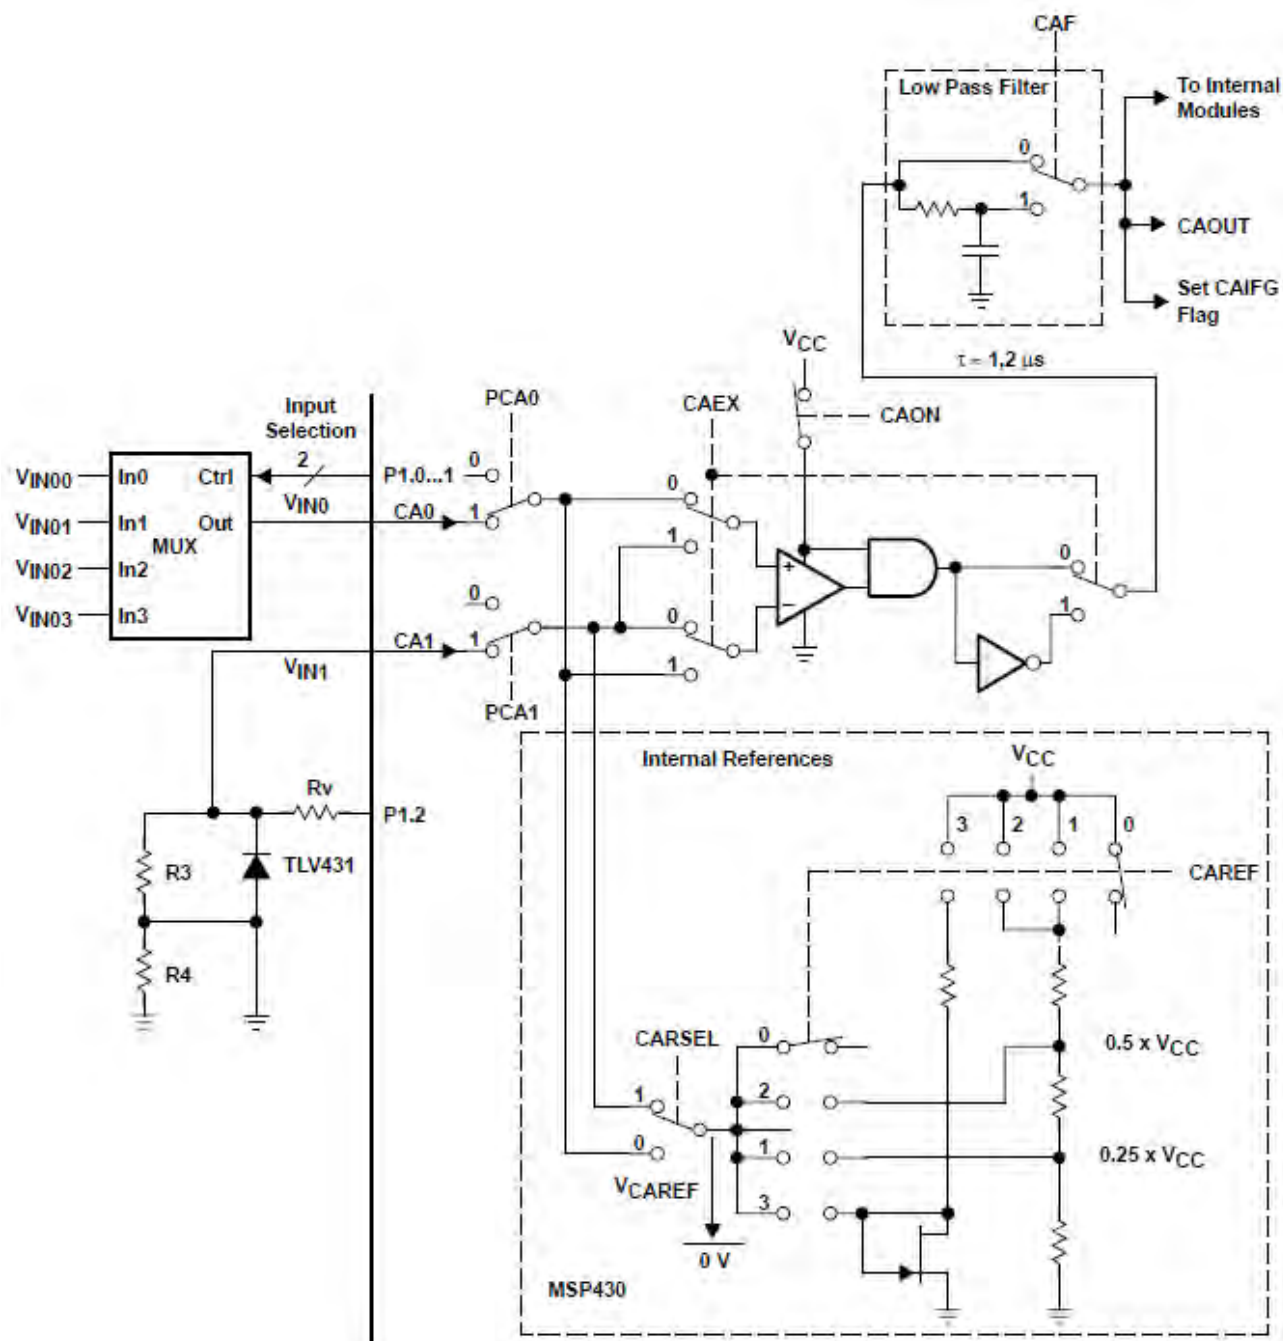 CAF
Low Pass Filter
To Internal
Modules
0
1
CAOUT
Set CAIFG
Flag
VCC
τ = 1,2 µs
PCA0
CAEX
CAON
Input
Selection
2
VIN00
In0
Ctrl
P1.0...1
0
0
VIN0
VIN01
In1
Out
CA0
1
MUX
1
+
0
VIN02
In2
0
−
1
VIN03
In3
0
CA1
1
VIN1
1
PCA1
Internal References
VCC
Rv
P1.2
3
2
1
0
R3
TLV431
CAREF
R4
CARSEL
0
0.5 x VCC
1
2
0
1
0.25 x VCC
VCAREF
3
0 V
MSP430